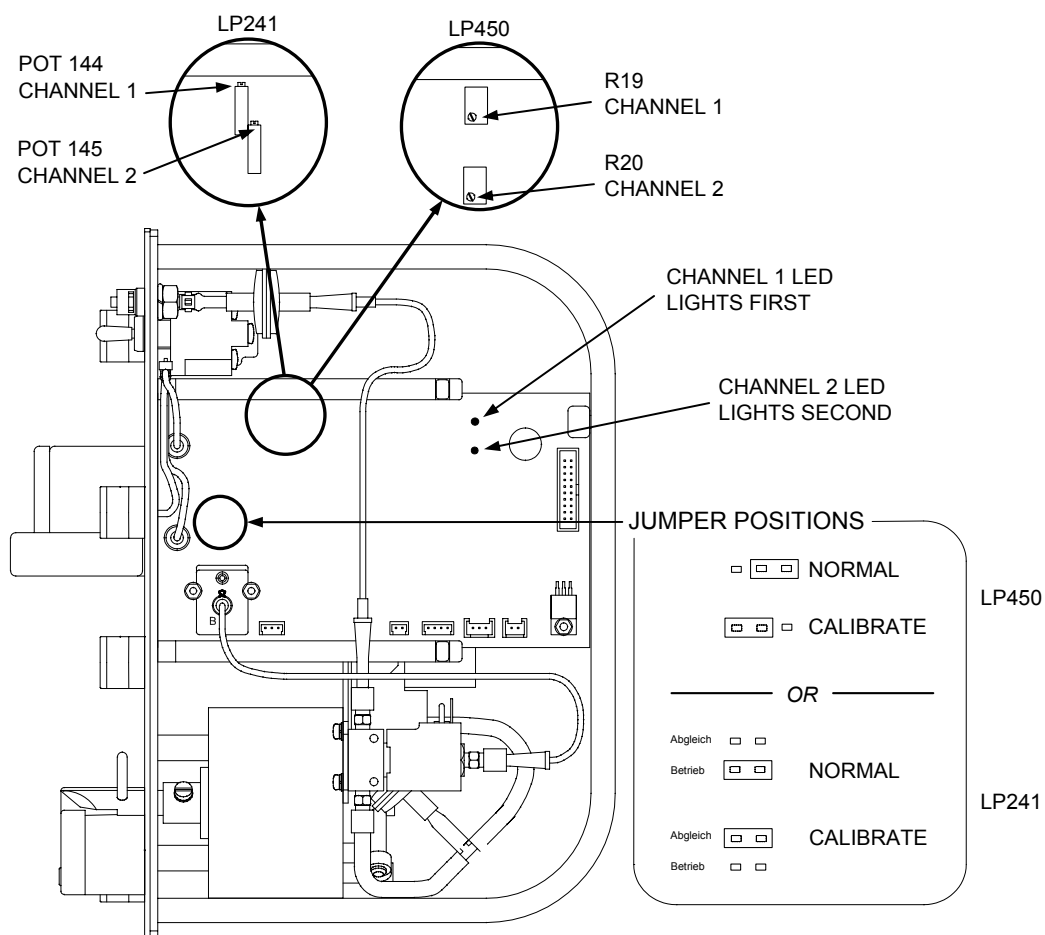 LP241
LP450
POT 144
CHANNEL 1
POT 145
CHANNEL 2
R19
CHANNEL 1
R20
CHANNEL 2
CHANNEL 1 LED
LIGHTS FIRST
CHANNEL 2 LED
LIGHTS SECOND
JUMPER POSITIONS
NORMAL
LP450
CALIBRATE
OR
Abgleich
Betrieb NORMAL
LP241
Abgleich CALIBRATE
Betrieb
B